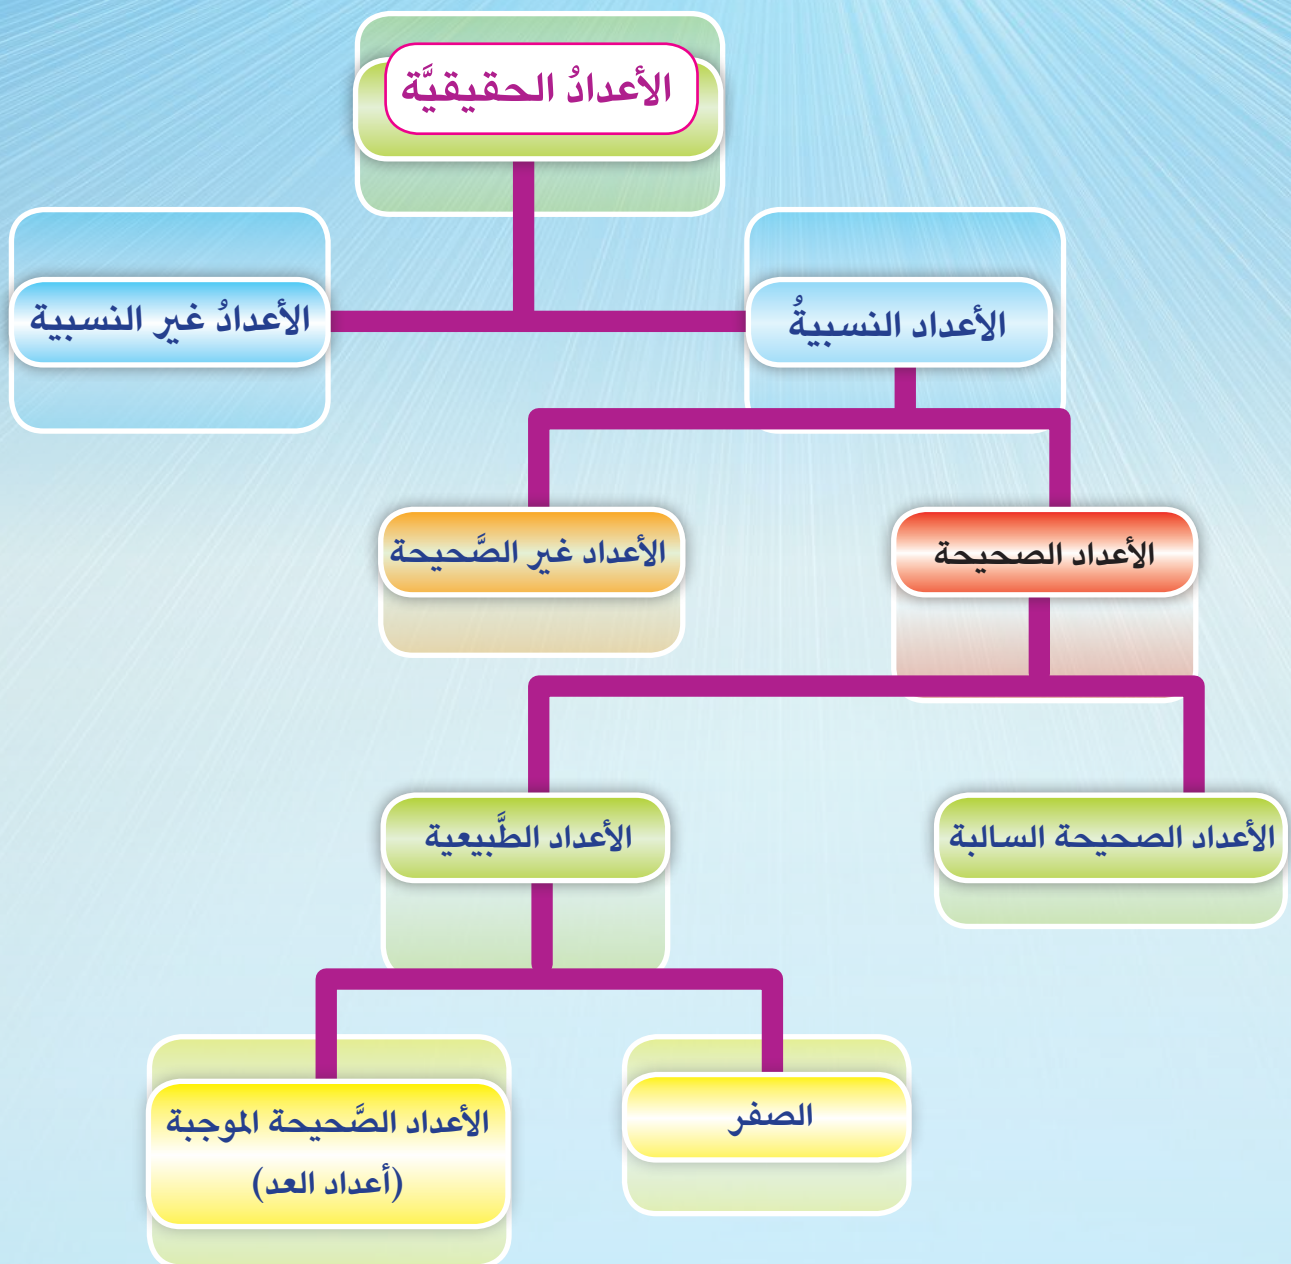 الأعدادُ الحقيقيَّة
الأعداد النسبيةُ
الأعدادُ غير النسبية
الأعداد الصحيحة
الأعداد غير الصَّحيحة
الأعداد الصحيحة السالبة
الأعداد الطَّبيعية
الصفر
الأعداد الصَّحيحة الموجبة
(أعداد العد)